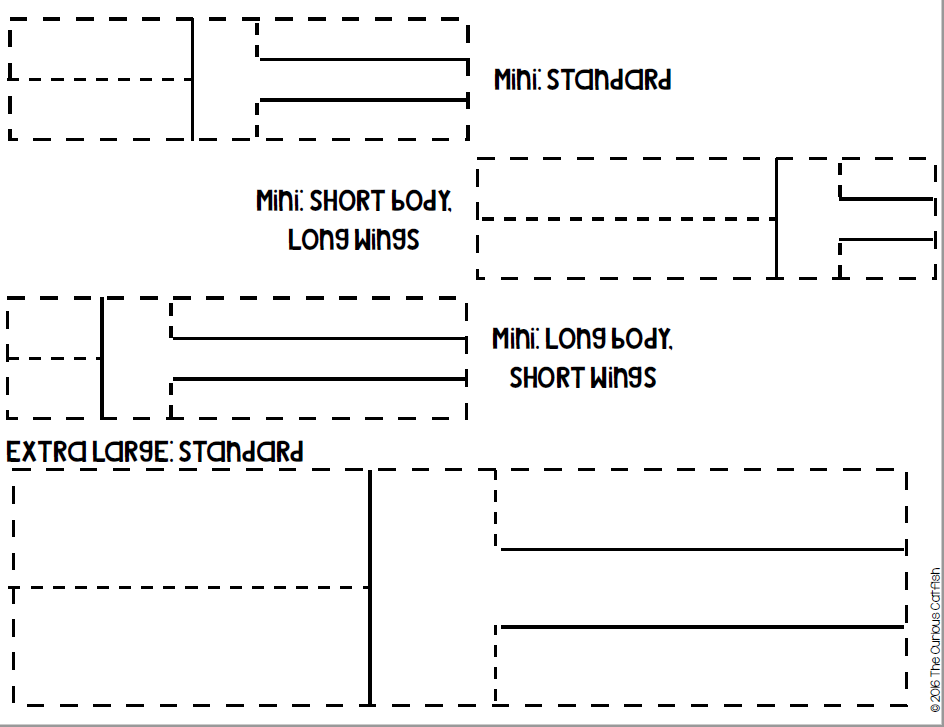 Mini: Standard
Mini: SHORT body,
Long Wings
Mini: Long body,
SHORT Wings
Extra Large: Standard
© 2016 The Curious Catfish